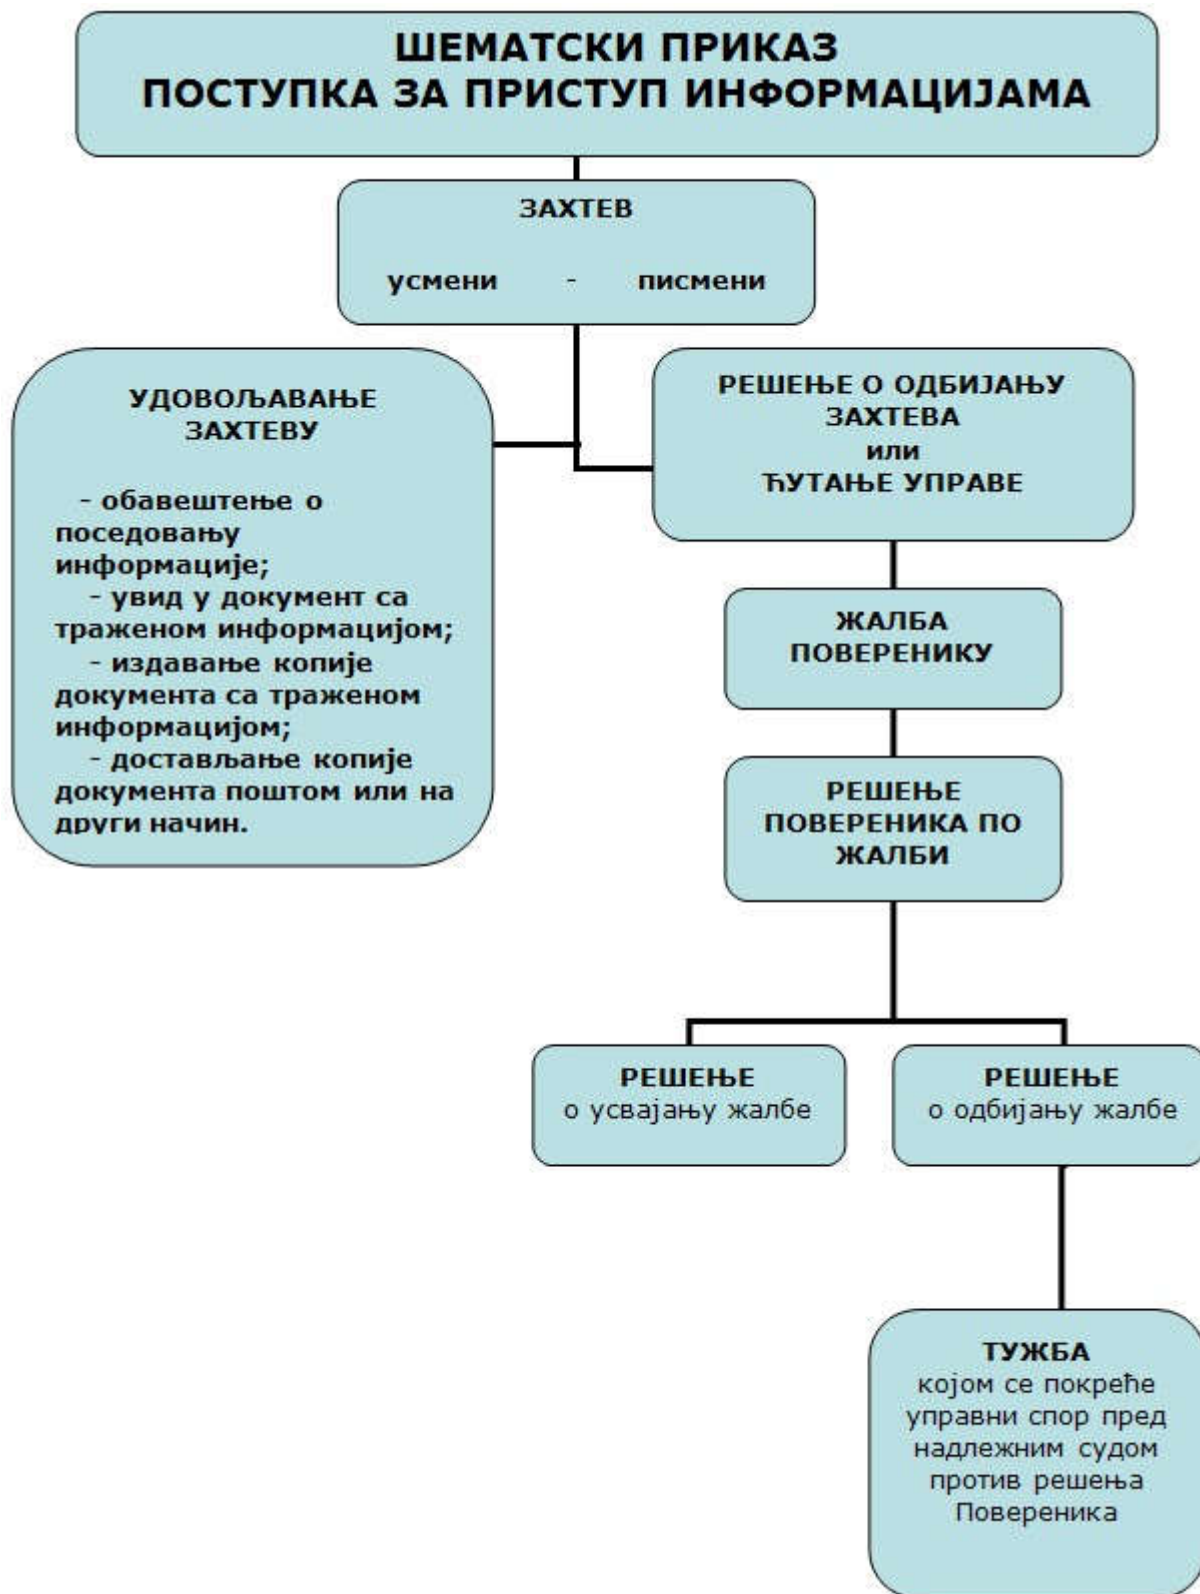 ШЕМАТСКИ ПРИКАЗ
ПОСТУПКА ЗА ПРИСТУП ИНФОРМАЦИЈАМА
ЗАХТЕВ
усмени - писмени
УДОВОЉАВАЊЕ
ЗАХТЕВУ
- обавештење о
поседовању
информације;
- увид у документ са
траженом информацијом;
- издавање копије
документа са траженом
информацијом;
- достављање копије
документа поштом или на
други начин.
РЕШЕЊЕ О ОДБИЈАЊУ
ЗАХТЕВА
или
ЋУТАЊЕ УПРАВЕ
ЖАЛБА
ПОВЕРЕНИКУ
РЕШЕЊЕ
ПОВЕРЕНИКА ПО
ЖАЛБИ
РЕШЕЊЕ
о усвајању жалбе
РЕШЕЊЕ
о одбијању жалбе
ТУЖБА
којом се покреће
управни спор пред
надлежним судом
против решења
Повереника